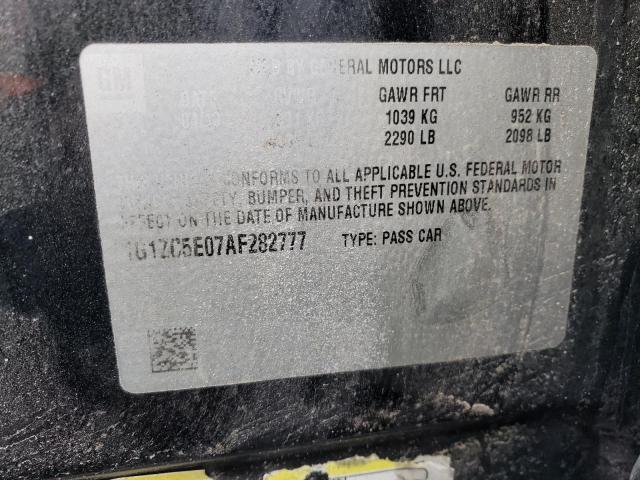 GM BY GENERAL MOTORS LLC
GAWR FRT GAWR RR
1039 KG 952 KG
2290 LB 2098 LB
CONFORMS TO ALL APPLICABLE U.S. FEDERAL MOTOR
BUMPER, AND THEFT PREVENTION STANDARDS IN
EFFECT ON THE DATE OF MANUFACTURE SHOWN ABOVE.
1G1ZC5E07AF282777 TYPE: PASS CAR